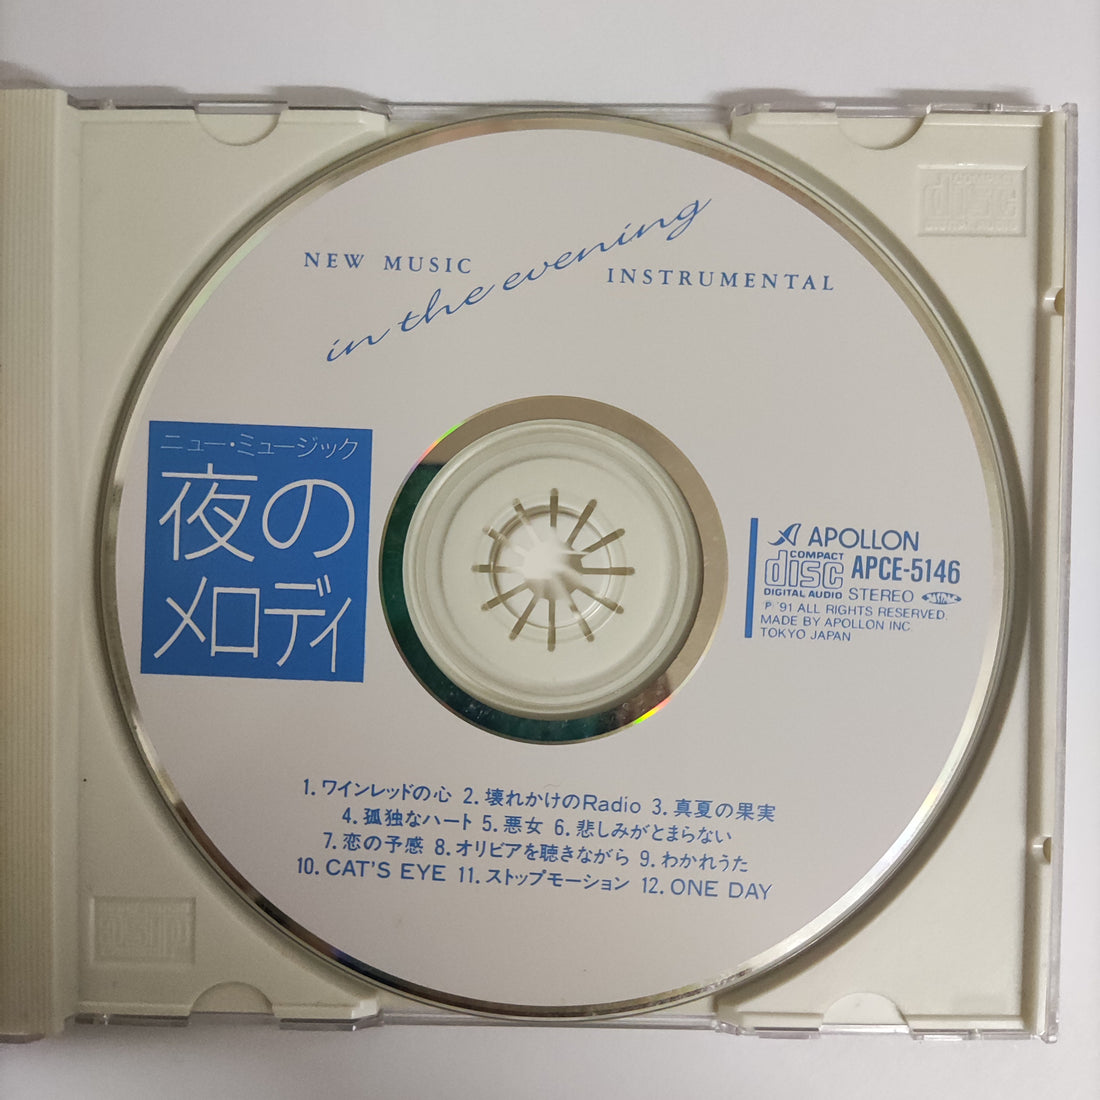 NEW MUSIC
in the evening
INSTRUMENTAL
ニュー・ミュージック
夜の
メロディ
APOLLON
COMPACT
disc APCE-5146
DIGITAL AUDIO STEREO
Ⓟ '91 ALL RIGHTS RESERVED.
MADE BY APOLLON INC
TOKYO JAPAN
1. ワインレッドの心 2. 壊れかけのRadio 3. 真夏の果実
4. 孤独なハート 5. 悪女 6. 悲しみがとまらない
7. 恋の予感 8. オリビアを聴きながら 9. わかれうた
10. CAT'S EYE 11. ストップモーション 12. ONE DAY
COMPACT
disc
DIGITAL AUDIO